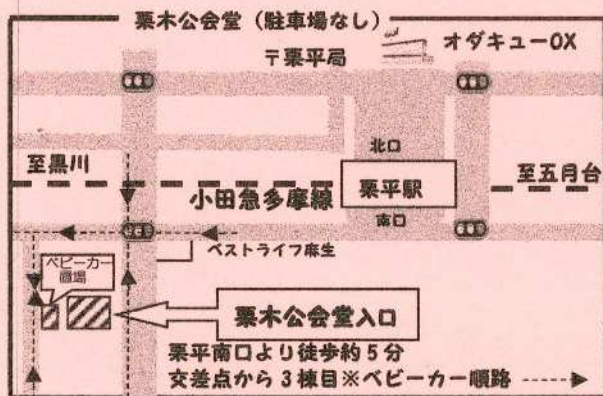 栗木公会堂（駐車場なし）
オダキューOX
〒栗平局
北口
至黒川
栗平駅
至五月台
小田急多摩線
南口
ベストライフ麻生
ベビーカー
置場
栗木公会堂入口
栗平南口より徒歩約5分
交差点から3棟目※ベビーカー順路